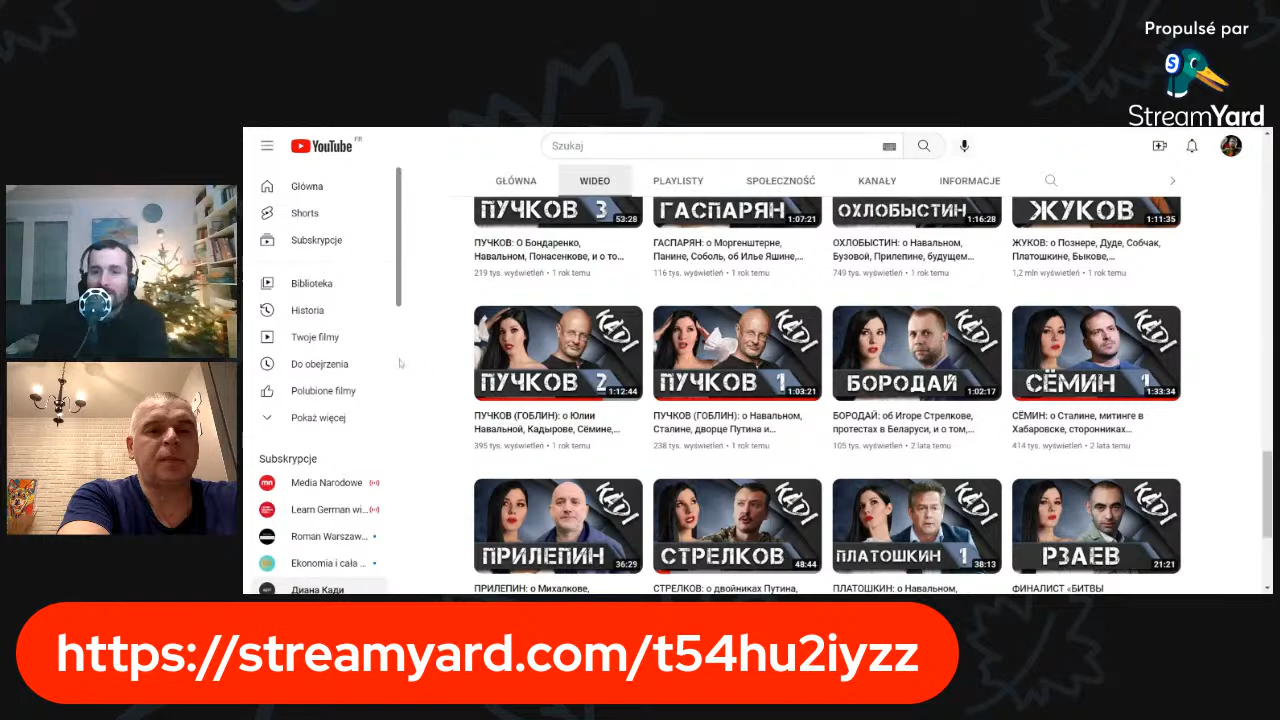 Propulsé par
StreamYard
YouTube FR
Szukaj
GŁÓWNA
WIDEO
PLAYLISTY
SPOŁECZNOŚĆ
KANAŁY
INFORMACJE
Główna
Shorts
Subskrypcje
Biblioteka
Historia
Twoje filmy
Do obejrzenia
Polubione filmy
Pokaż więcej
Subskrypcje
Media Narodowe
Learn German wi...
Roman Warszaw...
Ekonomia i cała ...
Диана Кади
ПУЧКОВ 3
53:28
ГАСПАРЯН
1:07:21
ОХЛОБЫСТИН
1:16:28
ЖУКОВ
1:11:35
ПУЧКОВ: О Бондаренко,
Навальном, Понасенкове, и о то...
219 tys. wyświetleń • 1 rok temu
ГАСПАРЯН: о Моргенштерне,
Панине, Соболь, об Илье Яшине,...
116 tys. wyświetleń • 1 rok temu
ОХЛОБЫСТИН: о Навальном,
Бузовой, Прилепине, будущем...
749 tys. wyświetleń • 1 rok temu
ЖУКОВ: о Познере, Дуде, Собчак,
Платошкине, Быкове,...
1,2 mln wyświetleń • 1 rok temu
КАДИ
ПУЧКОВ 2
1:12:44
КАДИ
ПУЧКОВ 1
1:03:21
КАДИ
БОРОДАЙ
1:02:17
КАДИ
СЁМИН 1
1:33:34
ПУЧКОВ (ГОБЛИН): о Юлии
Навальной, Кадырове, Сёмине,...
395 tys. wyświetleń • 1 rok temu
ПУЧКОВ (ГОБЛИН): о Навальном,
Сталине, дворце Путина и...
238 tys. wyświetleń • 1 rok temu
БОРОДАЙ: об Игоре Стрелкове,
протестах в Беларуси, и о том,...
105 tys. wyświetleń • 2 lata temu
СЁМИН: о Сталине, митинге в
Хабаровске, сторонниках...
414 tys. wyświetleń • 2 lata temu
КАДИ
ПРИЛЕПИН
36:29
КАДИ
СТРЕЛКОВ
48:44
КАДИ
ПЛАТОШКИН 1
38:13
КАДИ
РЗАЕВ
21:21
ПРИЛЕПИН: о Михалкове,
СТРЕЛКОВ: о двойниках Путина,
ПЛАТОШКИН: о Навальном,
ФИНАЛИСТ «БИТВЫ
https://streamyard.com/t54hu2iyzz